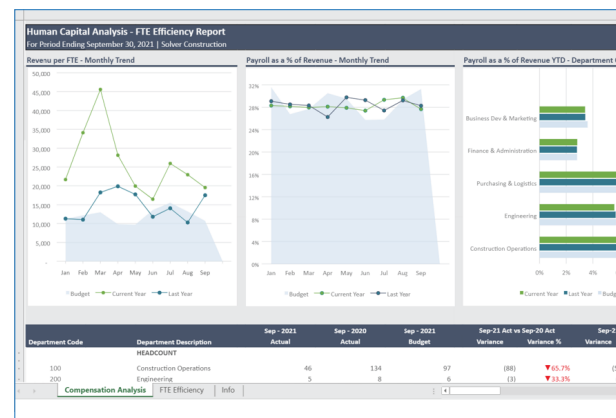 Human Capital Analysis - FTE Efficiency Report
For Period Ending September 30, 2021 | Solver Construction
Revenu per FTE - Monthly Trend
50,000
45,000
40,000
35,000
30,000
25,000
20,000
15,000
10,000
5,000
-
Jan Feb Mar Apr May Jun Jul Aug Sep
Budget Current Year Last Year
Payroll as a % of Revenue - Monthly Trend
32%
28%
24%
20%
16%
12%
8%
4%
0%
Jan Feb Mar Apr May Jun Jul Aug Sep
Budget Current Year Last Year
Payroll as a % of Revenue YTD - Department
Business Dev & Marketing
Finance & Administration
Purchasing & Logistics
Engineering
Construction Operations
0% 2% 4%
Current Year Last Year Budg
Sep - 2021 Sep - 2020 Sep - 2021 Sep-21 Act vs Sep-20 Act Sep-2
Department Code Department Description Actual Actual Budget Variance Variance % Variance
HEADCOUNT
100 Construction Operations 46 134 97 (88) ▼65.7%
200 Engineering 5 8 6 (3) ▼33.3%
Compensation Analysis FTE Efficiency Info